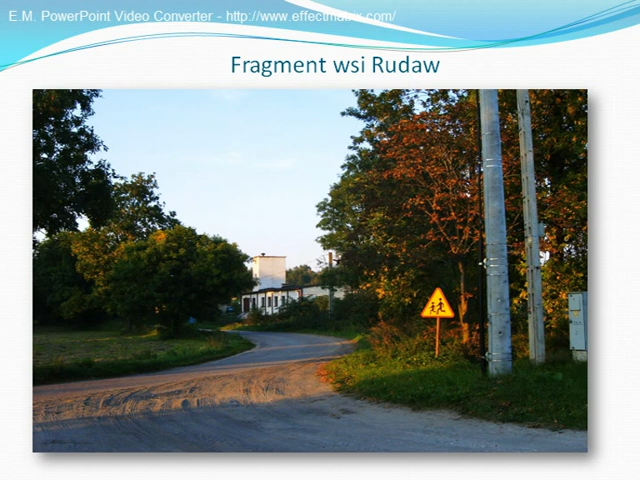 E.M. PowerPoint Video Converter - http://www.effectmatrix.com/
Fragment wsi Rudaw